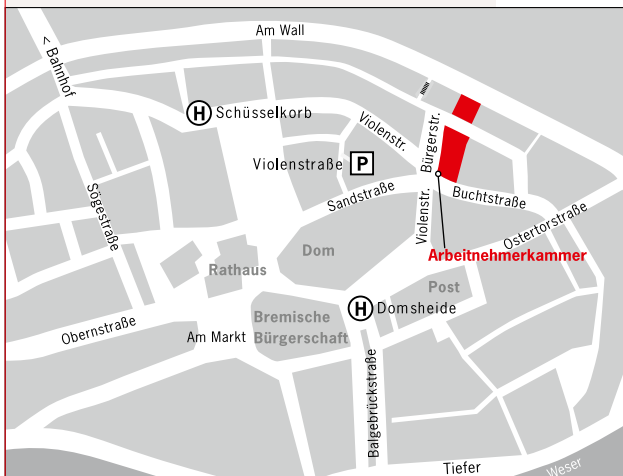 Am Wall
< Bahnhof
H Schüsselkorb
Violenstr.
Bürgerstr.
Violenstraße P
Sandstraße
Buchtstraße
Sögestraße
Violenstr.
Ostertorstraße
Dom
Arbeitnehmerkammer
Rathaus
Post
H Domsheide
Bremische
Bürgerschaft
Obernstraße
Am Markt
Balgebrückstraße
Tiefer
Weser